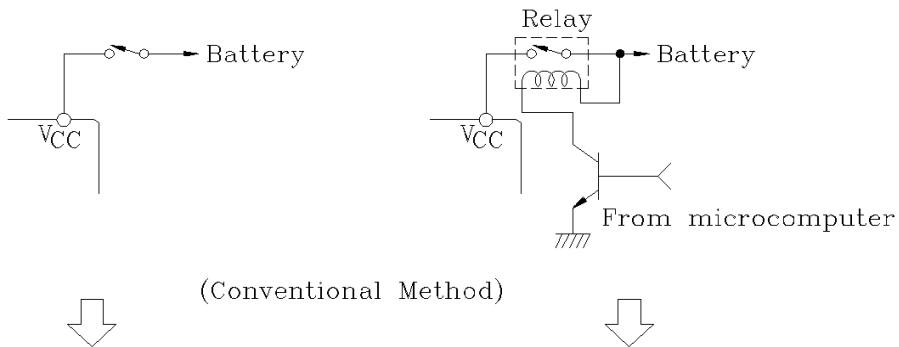 Relay
Battery
Battery
VCC
VCC
From microcomputer
(Conventional Method)